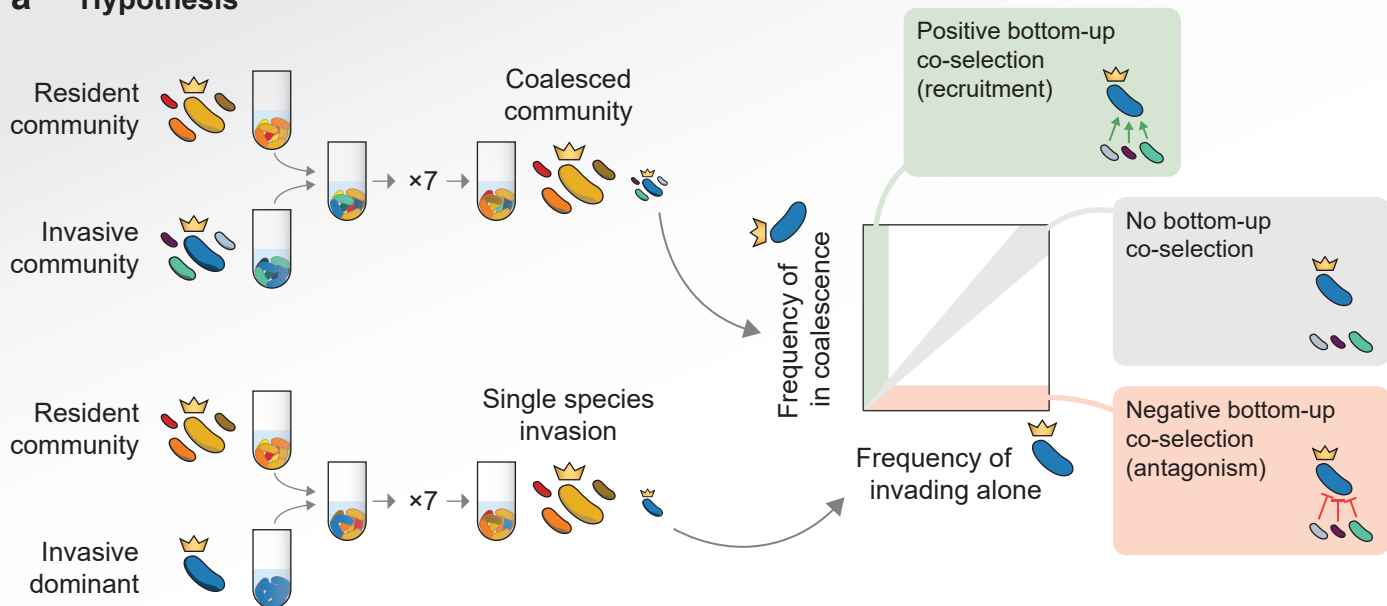 a Hypothesis
Resident
community
Invasive
community
×7
Coalesced
community
Resident
community
Invasive
dominant
×7
Single species
invasion
Frequency of
in coalescence
Frequency of
invading alone
Positive bottom-up
co-selection
(recruitment)
No bottom-up
co-selection
Negative bottom-up
co-selection
(antagonism)